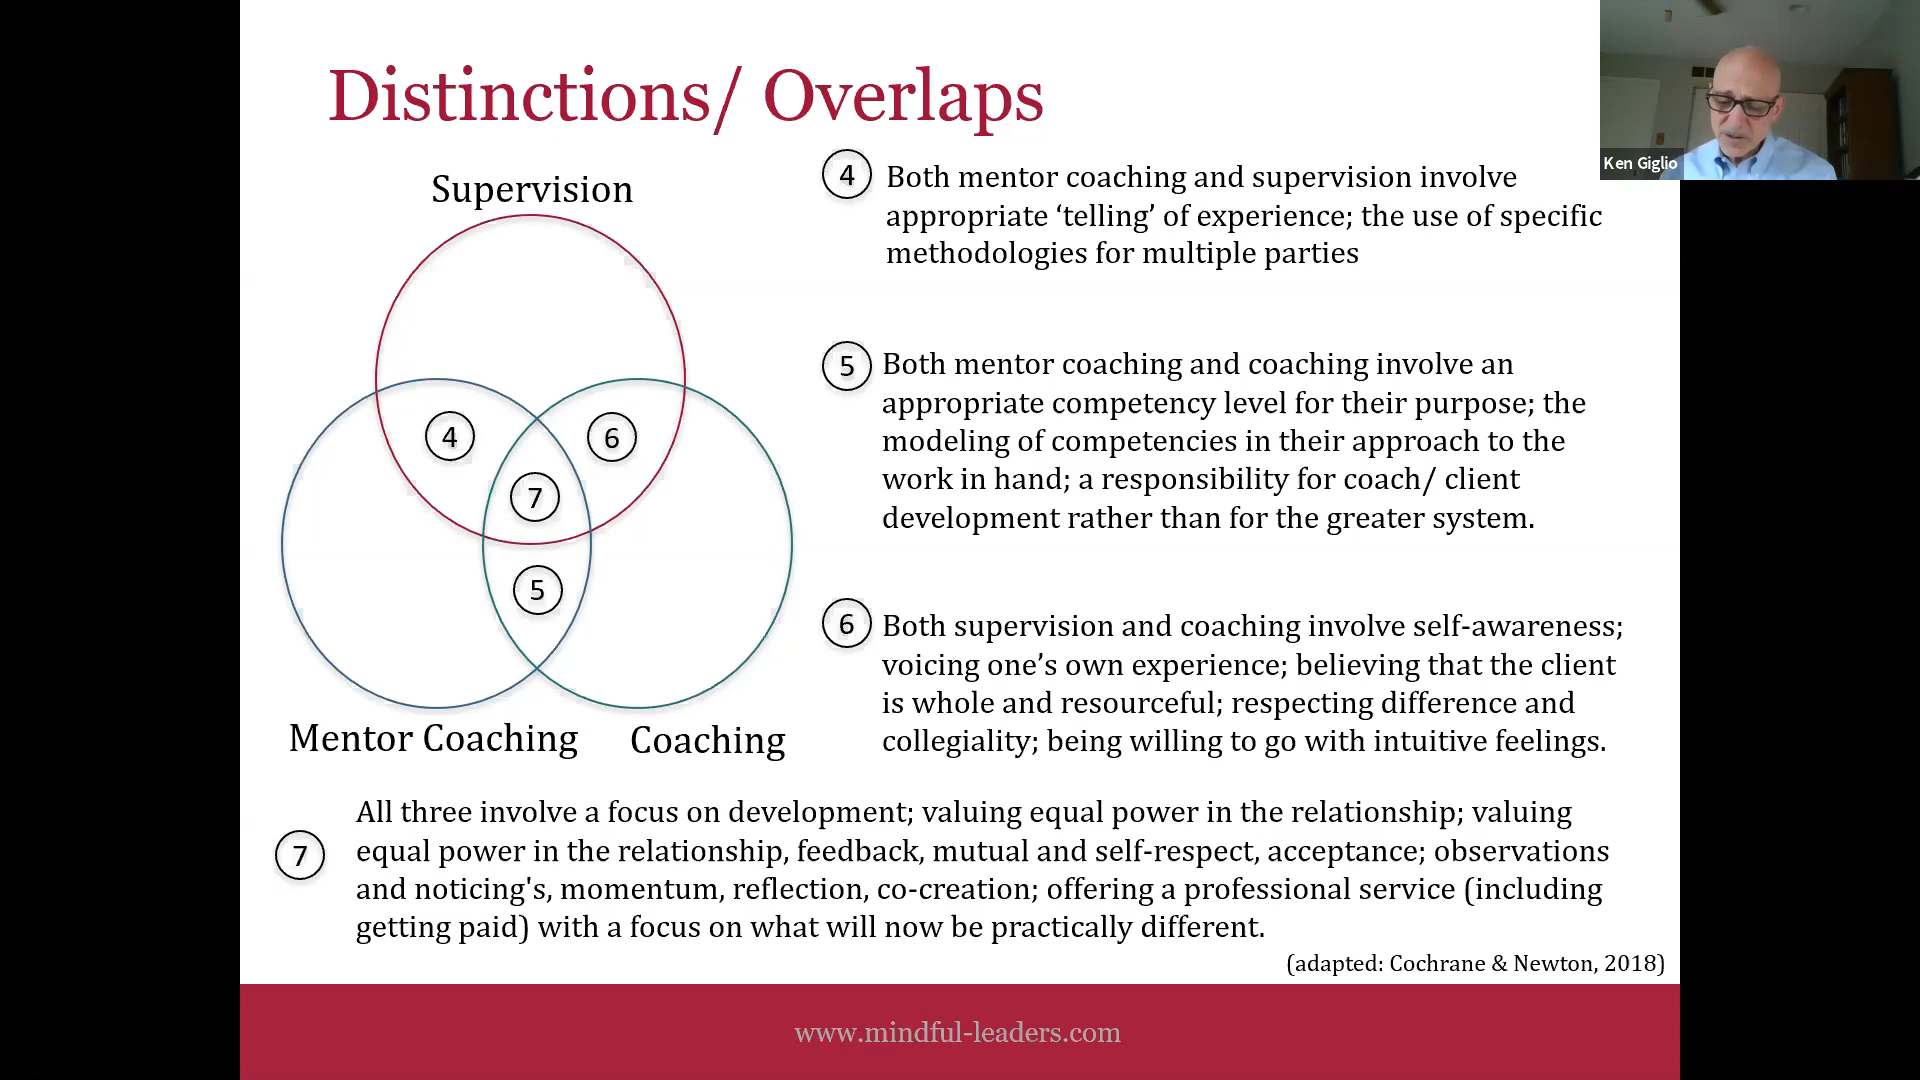 Distinctions/ Overlaps
Ken Giglio
Supervision
4
6
7
5
Mentor Coaching
Coaching
4
Both mentor coaching and supervision involve
appropriate ‘telling’ of experience; the use of specific
methodologies for multiple parties
5
Both mentor coaching and coaching involve an
appropriate competency level for their purpose; the
modeling of competencies in their approach to the
work in hand; a responsibility for coach/ client
development rather than for the greater system.
6
Both supervision and coaching involve self-awareness;
voicing one’s own experience; believing that the client
is whole and resourceful; respecting difference and
collegiality; being willing to go with intuitive feelings.
7
All three involve a focus on development; valuing equal power in the relationship; valuing
equal power in the relationship, feedback, mutual and self-respect, acceptance; observations
and noticing's, momentum, reflection, co-creation; offering a professional service (including
getting paid) with a focus on what will now be practically different.
(adapted: Cochrane & Newton, 2018)
www.mindful-leaders.com